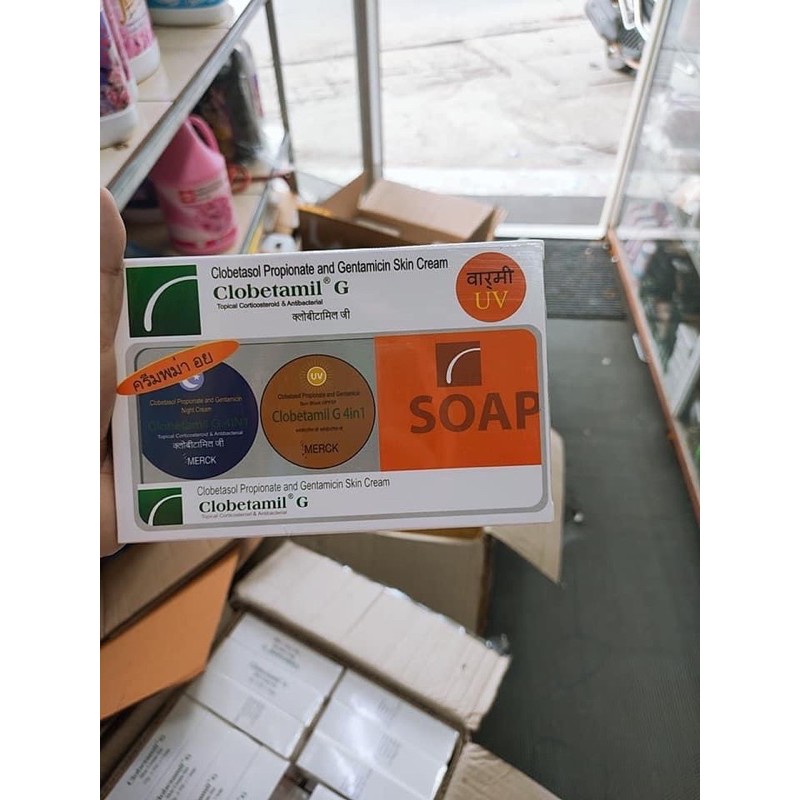 Clobetasol Propionate and Gentamicin Skin Cream
Clobetamil® G
Topical Corticosteroid & Antibacterial
क्लोबीटामिल जी
वार्मी
UV
ครีมพม่า อย
Clobetasol Propionate and Gentamicin
Night Cream
Clobetamil G 4in1
Topical Corticosteroid & Antibacterial
क्लोबीटामिल जी
MERCK
UV
Clobetasol Propionate and Gentamicin
Clobetamil G 4in1
MERCK
SOAP
Clobetasol Propionate and Gentamicin Skin Cream
Clobetamil® G
Topical Corticosteroid & Antibacterial